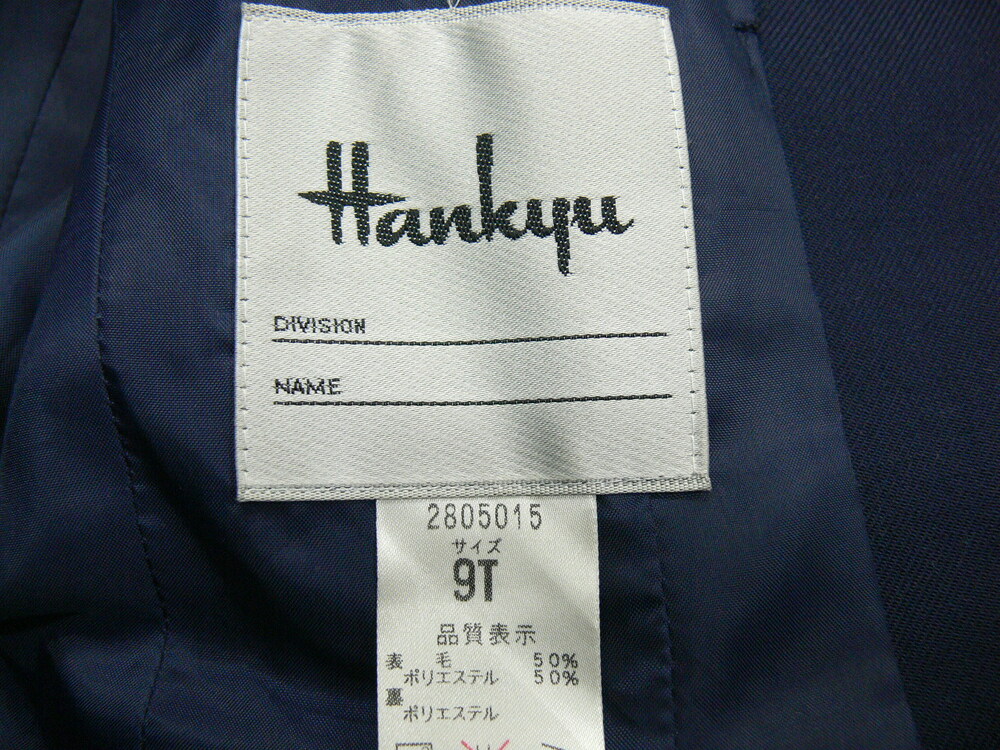 Hankyu
DIVISION
NAME
2805015
サイズ
9T
品質表示
表 毛 50%
ポリエステル 50%
裏
ポリエステル